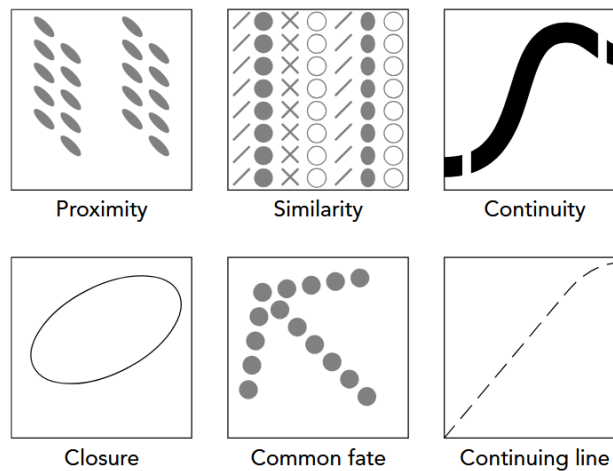 Proximity
Similarity
Continuity
Closure
Common fate
Continuing line